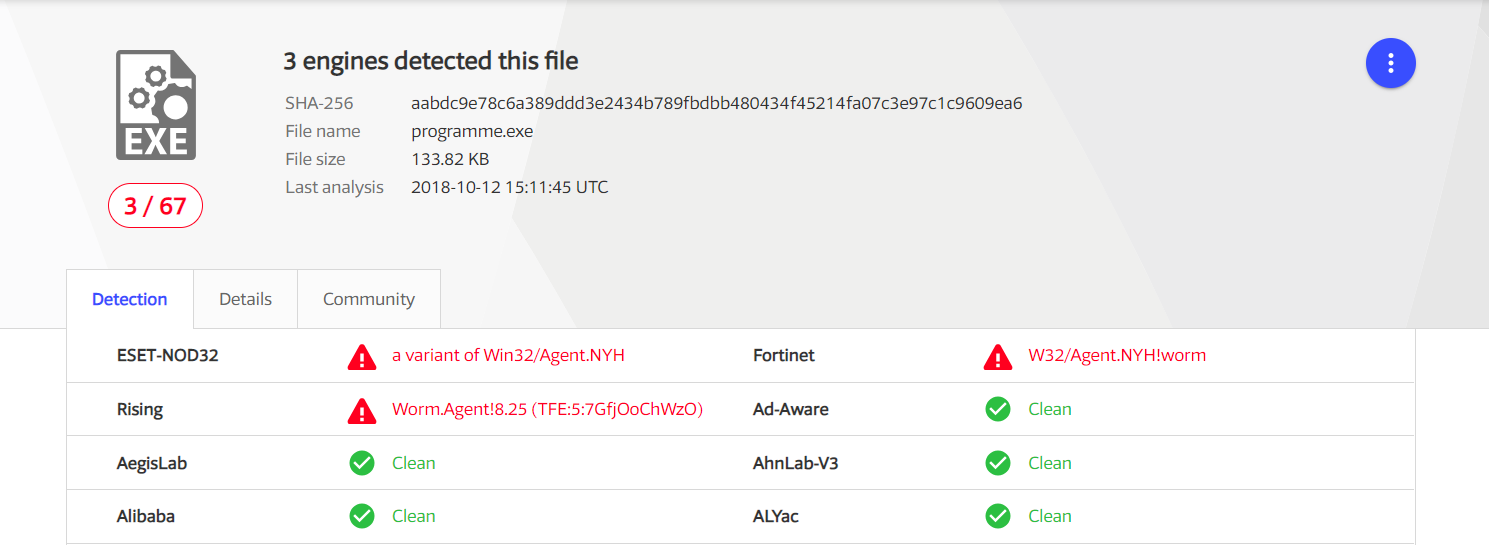 3 engines detected this file
SHA-256 aabdc9e78c6a389ddd3e2434b789fbdbb480434f45214fa07c3e97c1c9609ea6
File name programme.exe
File size 133.82 KB
Last analysis 2018-10-12 15:11:45 UTC
EXE
3 / 67
Detection Details Community
ESET-NOD32 a variant of Win32/Agent.NYH Fortinet W32/Agent.NYH!worm
Rising Worm.Agent!8.25 (TFE:5:7GfjOoChWzO) Ad-Aware Clean
AegisLab Clean AhnLab-V3 Clean
Alibaba Clean ALYac Clean